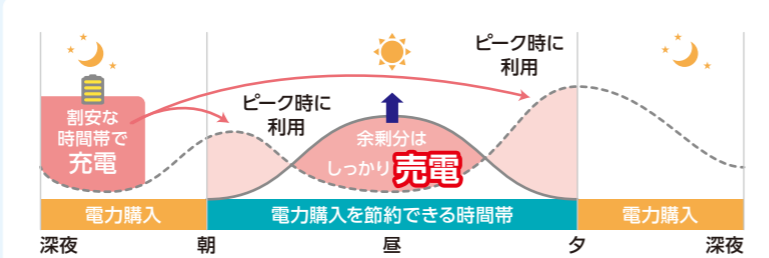 ピーク時に
利用
割安な
時間帯で
充電
ピーク時に
利用
余剰分は
しっかり売電
電力購入
電力購入を節約できる時間帯
電力購入
深夜
朝
昼
夕
深夜